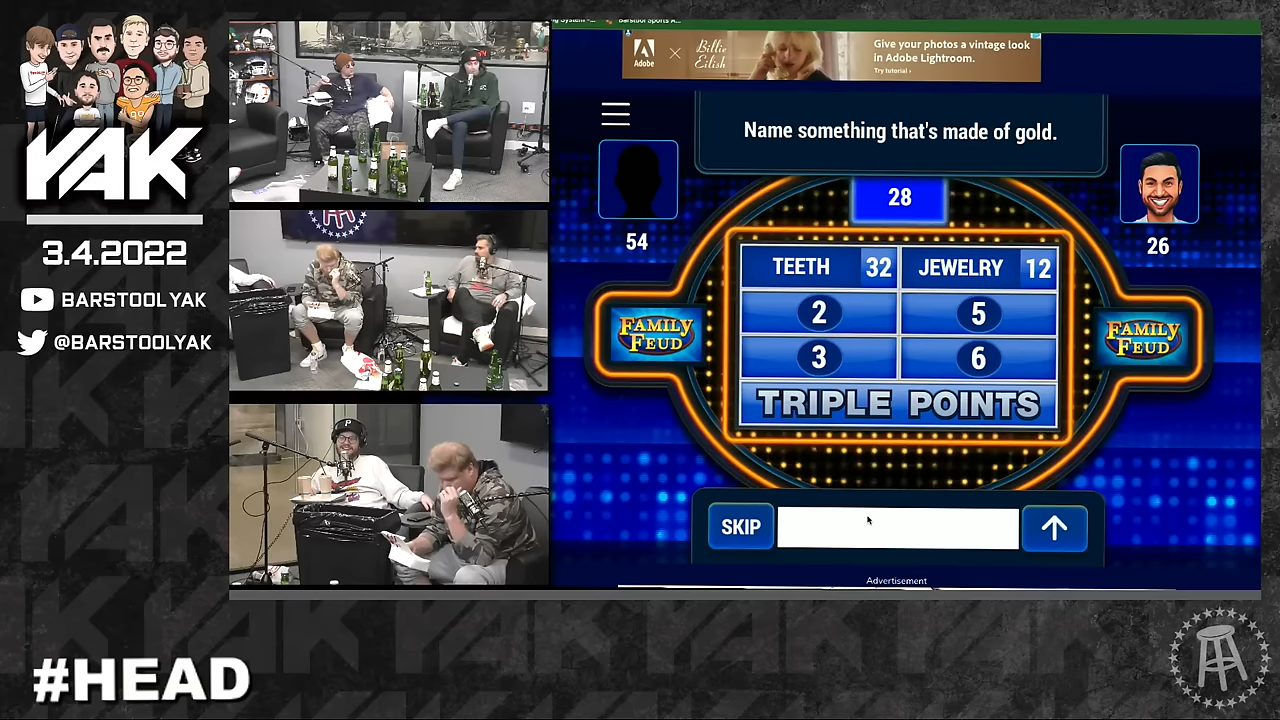 YAK
3.4.2022
BARSTOOL YAK
@BARSTOOLYAK
#HEAD
Adobe
×
Billie
Eilish
Give your photos a vintage look
in Adobe Lightroom.
Try tutorial ›
Name something that's made of gold.
28
54
26
TEETH 32
JEWELRY 12
2
5
3
6
TRIPLE POINTS
FAMILY
FEUD
FAMILY
FEUD
SKIP
Advertisement